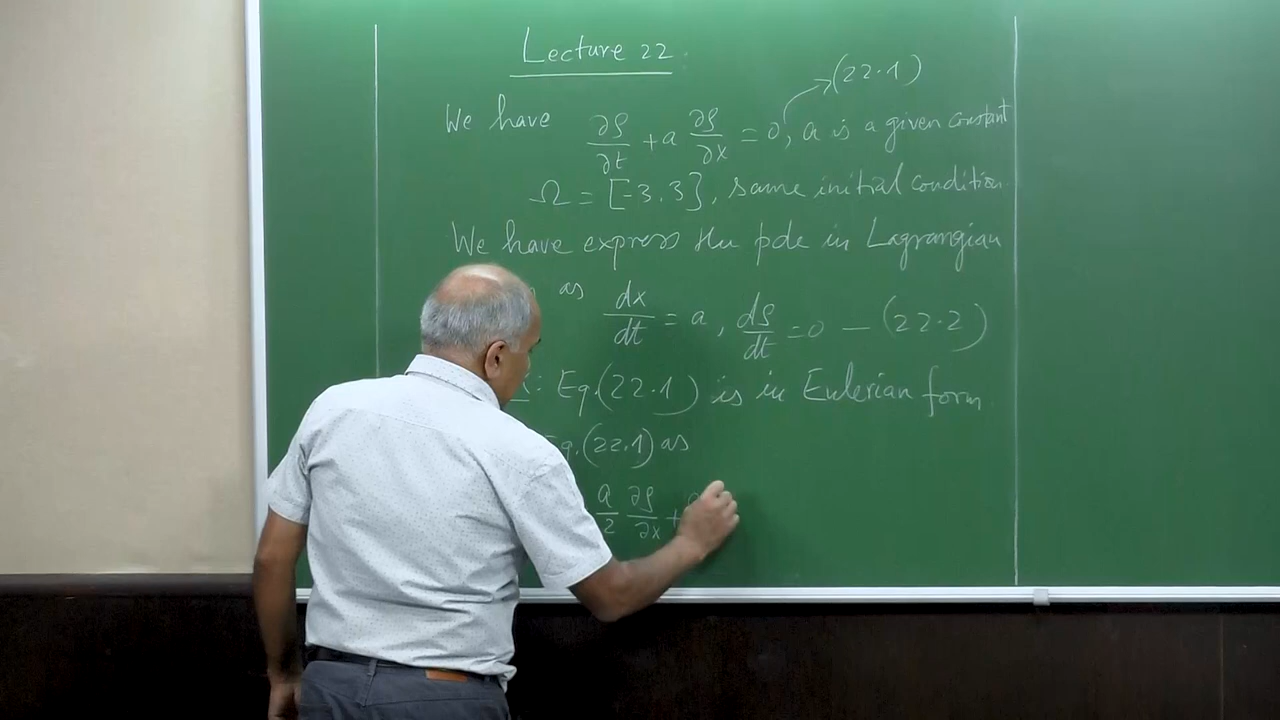 Lecture 22
(22.1)
We have ∂ρ/∂t + a ∂ρ/∂x = 0, a is a given constant
Ω = [-3,3], same initial condition
We have express the pde in Lagrangian
as dx/dt = a, dρ/dt = 0 — (22.2)
: Eq.(22.1) is in Eulerian form
Eq.(22.1) as
a/2 ∂ρ/∂x +